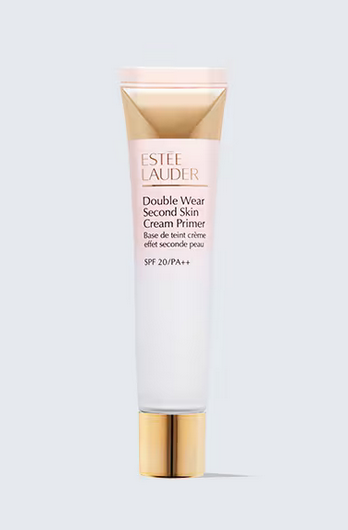 ESTĒE
LAUDER
Double Wear
Second Skin
Cream Primer
Base de teint crème
effet seconde peau
SPF 20/PA++